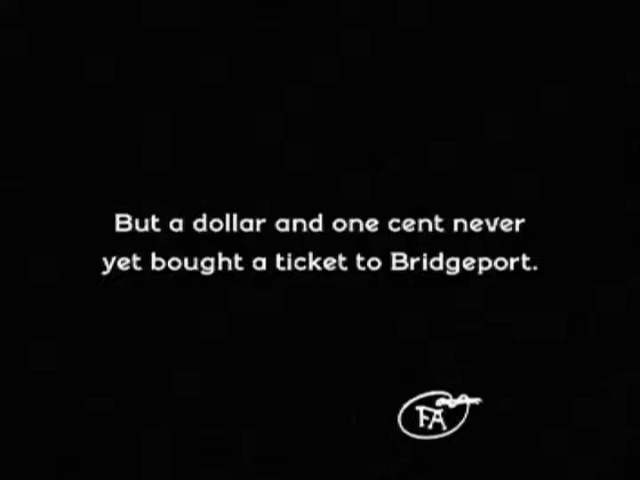 But a dollar and one cent never
yet bought a ticket to Bridgeport.
FA